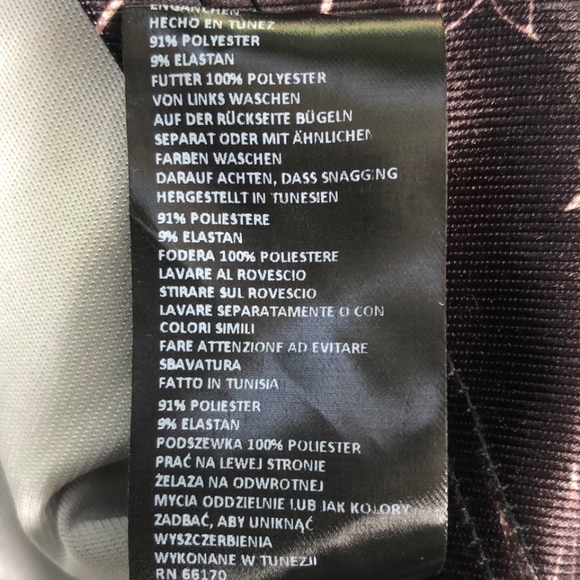 ENGANCHEN
HECHO EN TUNEZ
91% POLYESTER
9% ELASTAN
FUTTER 100% POLYESTER
VON LINKS WASCHEN
AUF DER RÜCKSEITE BÜGELN
SEPARAT ODER MIT ÄHNLICHEN
FARBEN WASCHEN
DARAUF ACHTEN, DASS SNAGGING
HERGESTELLT IN TUNESIEN
91% POLIESTERE
9% ELASTAN
FODERA 100% POLIESTERE
LAVARE AL ROVESCIO
STIRARE SUL ROVESCIO
LAVARE SEPARATAMENTE O CON
COLORI SIMILI
FARE ATTENZIONE AD EVITARE
SBAVATURA
FATTO IN TUNISIA
91% POLIESTER
9% ELASTAN
PODSZEWKA 100% POLIESTER
PRAĆ NA LEWEJ STRONIE
ŻELAZA NA ODWROTNEJ
MYCIA ODDZIELNIE LUB JAK KOLORY
ZADBAĆ, ABY UNIKNĄĆ
WYSZCZERBIENIA
WYKONANE W TUNEZJI
RN 66170